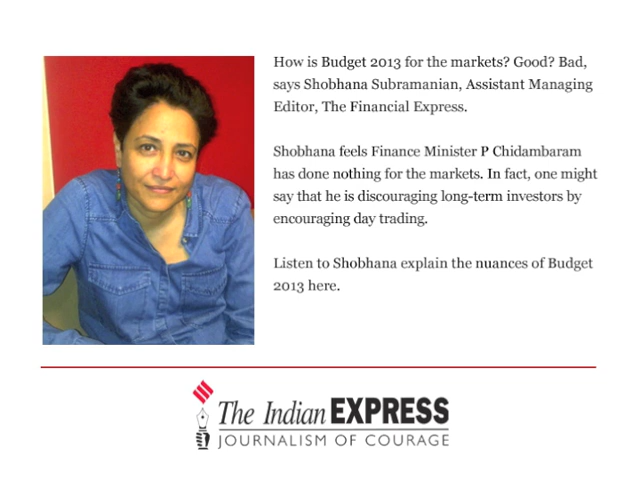 How is Budget 2013 for the markets? Good? Bad,
says Shobhana Subramanian, Assistant Managing
Editor, The Financial Express.
Shobhana feels Finance Minister P Chidambaram
has done nothing for the markets. In fact, one might
say that he is discouraging long-term investors by
encouraging day trading.
Listen to Shobhana explain the nuances of Budget
2013 here.
The Indian EXPRESS
JOURNALISM OF COURAGE